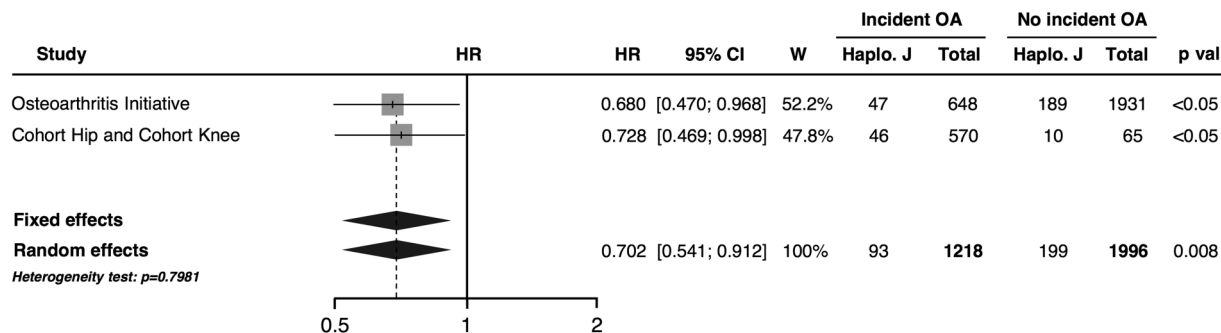 Incident OA No incident OA
Study HR HR 95% CI W Haplo. J Total Haplo. J Total p val
Osteoarthritis Initiative 0.680 [0.470; 0.968] 52.2% 47 648 189 1931 <0.05
Cohort Hip and Cohort Knee 0.728 [0.469; 0.998] 47.8% 46 570 10 65 <0.05
Fixed effects
Random effects 0.702 [0.541; 0.912] 100% 93 1218 199 1996 0.008
Heterogeneity test: p=0.7981
0.5 1 2